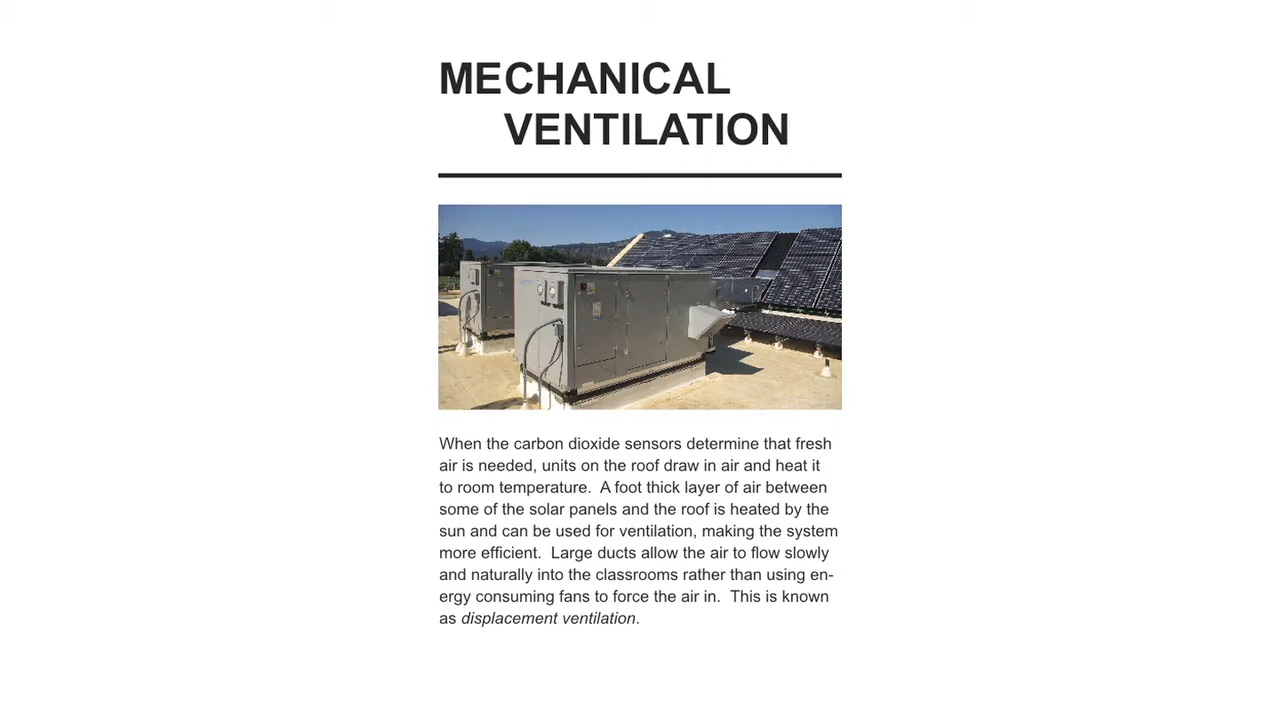 MECHANICAL
VENTILATION
When the carbon dioxide sensors determine that fresh
air is needed, units on the roof draw in air and heat it
to room temperature.  A foot thick layer of air between
some of the solar panels and the roof is heated by the
sun and can be used for ventilation, making the system
more efficient.  Large ducts allow the air to flow slowly
and naturally into the classrooms rather than using en-
ergy consuming fans to force the air in.  This is known
as displacement ventilation.